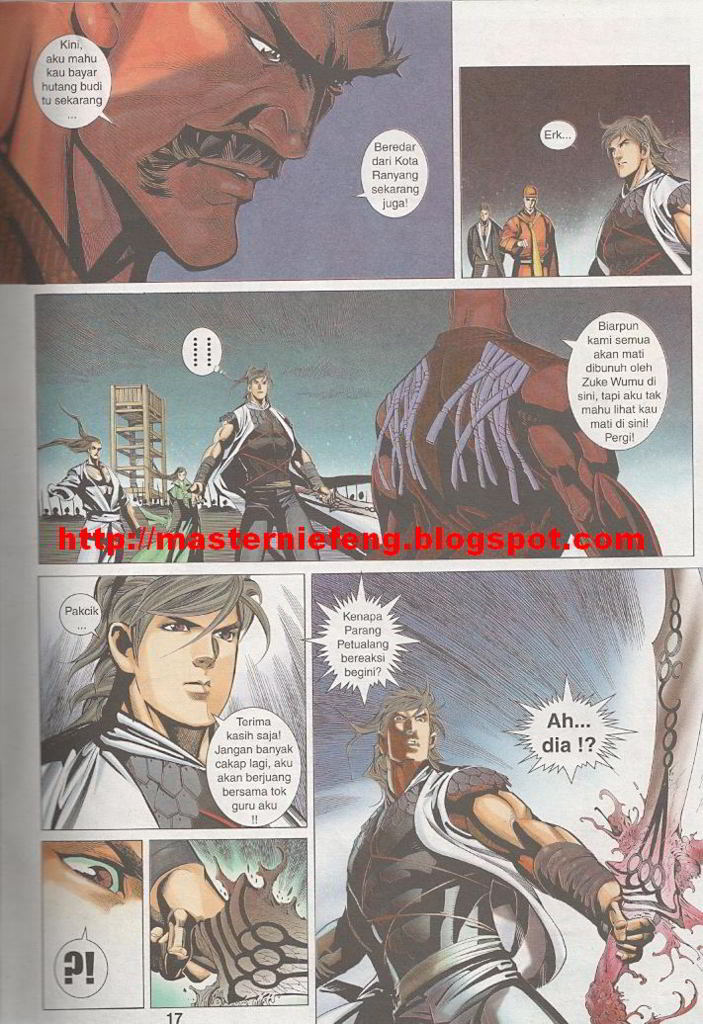 Kini,
aku mahu
kau bayar
hutang budi
tu sekarang
...
Beredar
dari Kota
Ranyang
sekarang
juga!
Erk...
Biarpun
kami semua
akan mati
dibunuh oleh
Zuke Wumu di
sini, tapi aku tak
mahu lihat kau
mati di sini!
Pergi!
http://masterniefeng.blogspot.com
Pakcik
...
Terima
kasih saja!
Jangan banyak
cakap lagi, aku
akan berjuang
bersama tok
guru aku
!!
Kenapa
Parang
Petualang
bereaksi
begini?
Ah...
dia !?
?!
17